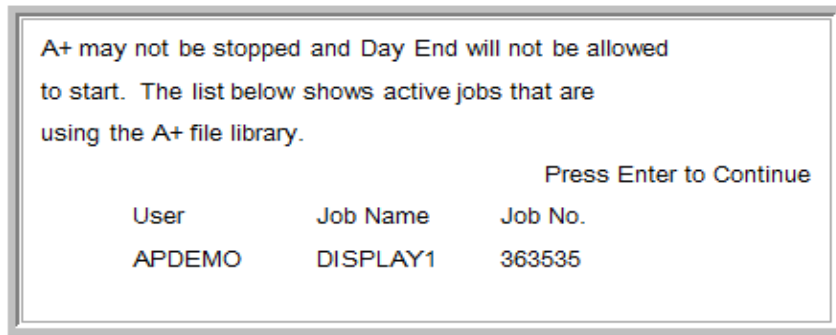 A+ may not be stopped and Day End will not be allowed
to start. The list below shows active jobs that are
using the A+ file library.
Press Enter to Continue
User Job Name Job No.
APDEMO DISPLAY1 363535